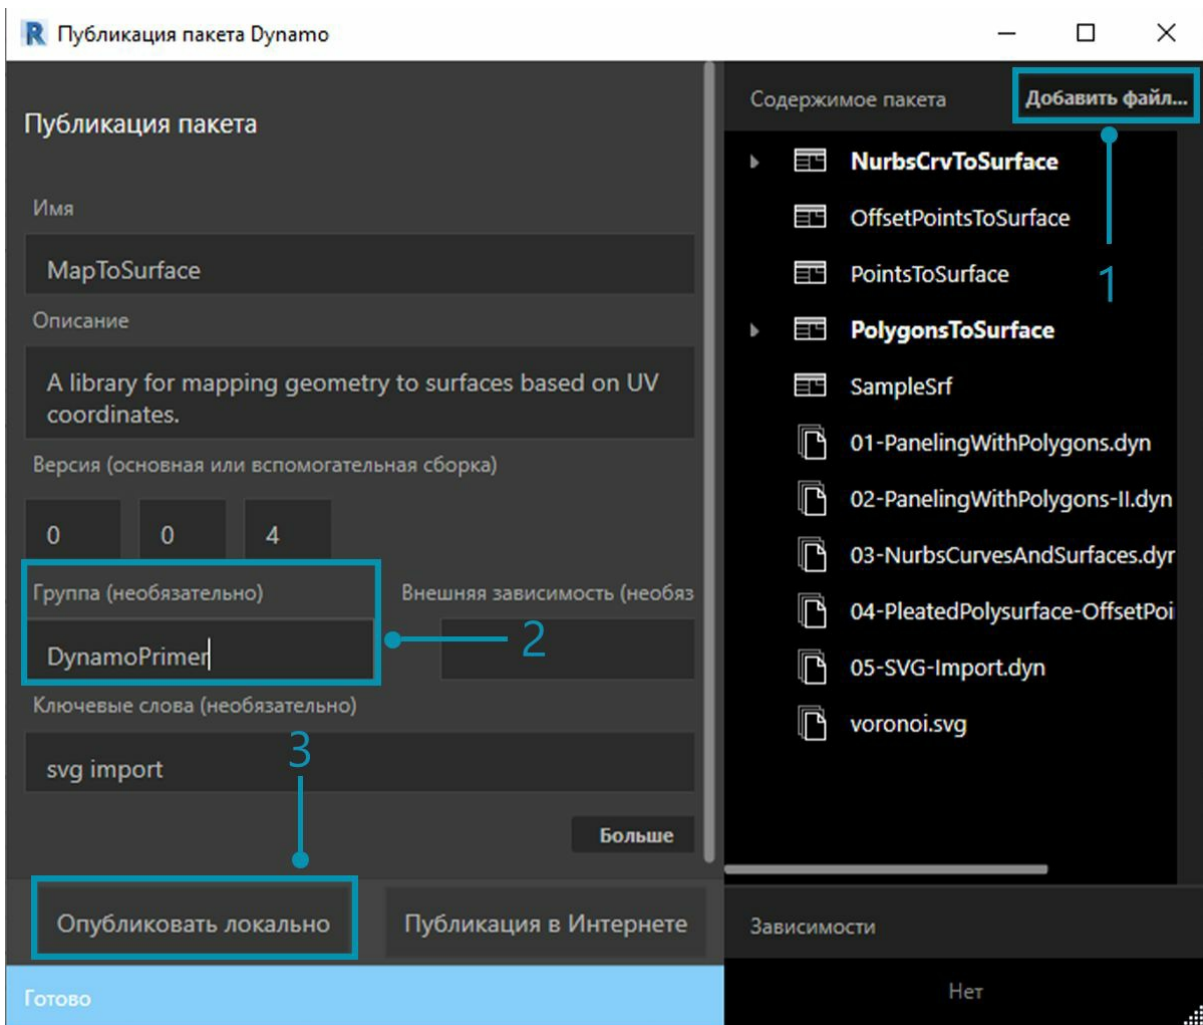 Публикация пакета Dynamo
Публикация пакета
Имя
MapToSurface
Описание
A library for mapping geometry to surfaces based on UV
coordinates.
Версия (основная или вспомогательная сборка)
0 0 4
Группа (необязательно) Внешняя зависимость (необяз
DynamoPrimer
2
Ключевые слова (необязательно)
3
svg import
Больше
Опубликовать локально Публикация в Интернете
Готово
Содержимое пакета Добавить файл...
1
NurbsCrvToSurface
OffsetPointsToSurface
PointsToSurface
PolygonsToSurface
SampleSrf
01-PanelingWithPolygons.dyn
02-PanelingWithPolygons-II.dyn
03-NurbsCurvesAndSurfaces.dyr
04-PleatedPolysurface-OffsetPoi
05-SVG-Import.dyn
voronoi.svg
Зависимости
Нет